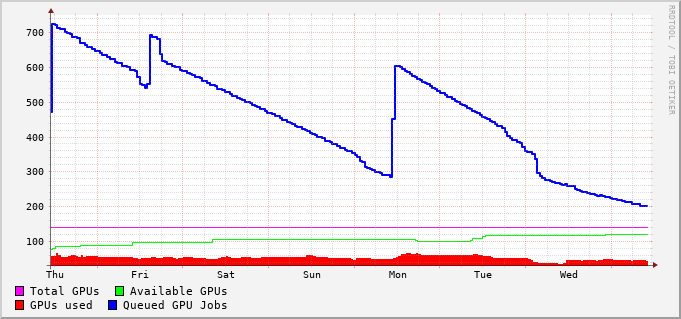 700
600
500
400
300
200
100
Thu Fri Sat Sun Mon Tue Wed
Total GPUs Available GPUs
GPUs used Queued GPU Jobs
RRDTOOL / TOBI OETIKER